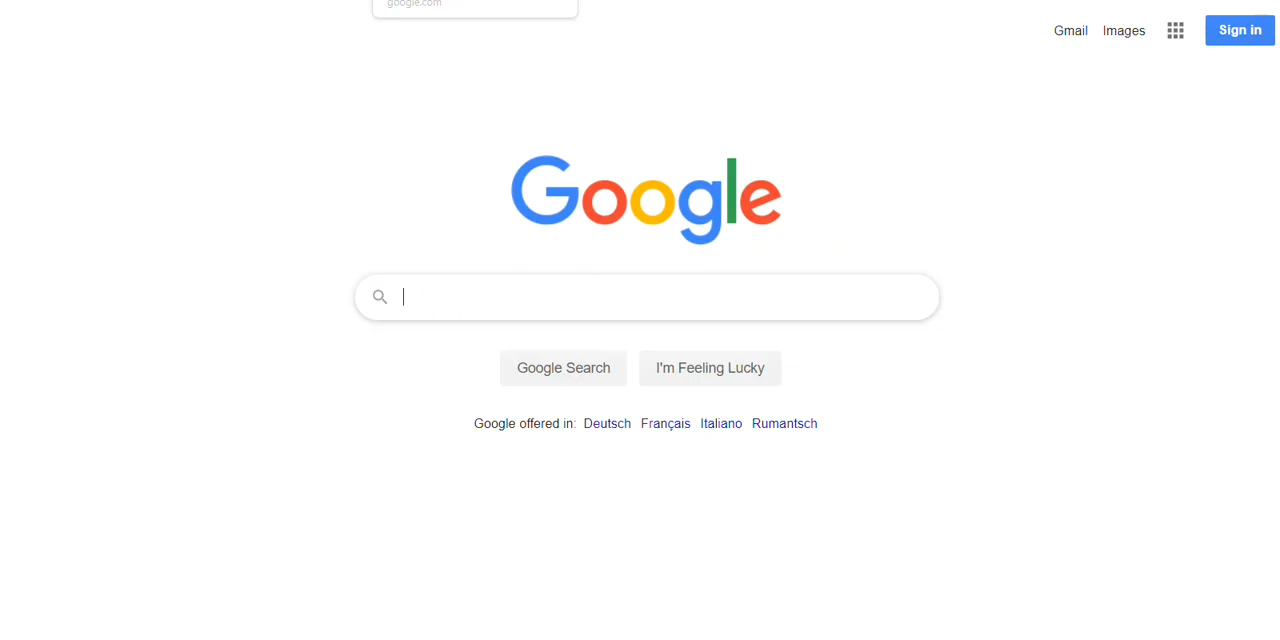 google.com
Gmail Images Sign in
Google
Google Search I'm Feeling Lucky
Google offered in: Deutsch Français Italiano Rumantsch